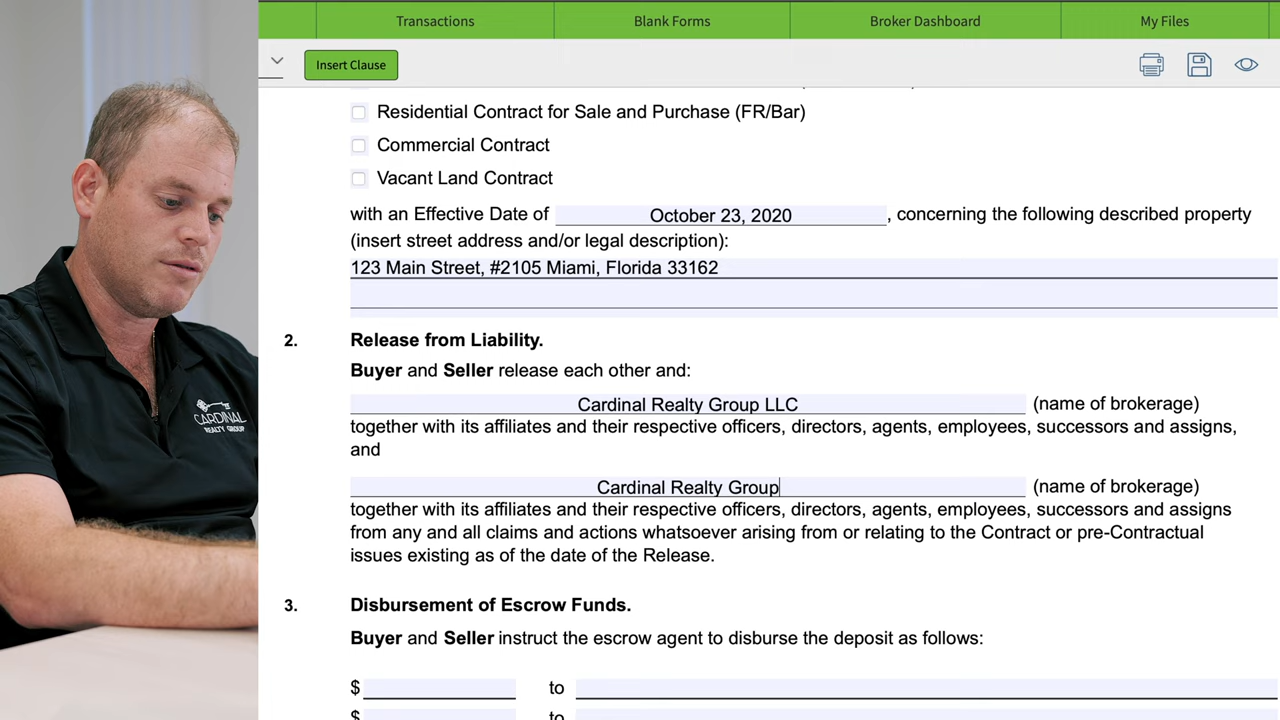 Transactions
Blank Forms
Broker Dashboard
My Files
Insert Clause
Residential Contract for Sale and Purchase (FR/Bar)
Commercial Contract
Vacant Land Contract
with an Effective Date of October 23, 2020, concerning the following described property
(insert street address and/or legal description):
123 Main Street, #2105 Miami, Florida 33162
2. Release from Liability.
Buyer and Seller release each other and:
Cardinal Realty Group LLC (name of brokerage)
together with its affiliates and their respective officers, directors, agents, employees, successors and assigns,
and
Cardinal Realty Group (name of brokerage)
together with its affiliates and their respective officers, directors, agents, employees, successors and assigns
from any and all claims and actions whatsoever arising from or relating to the Contract or pre-Contractual
issues existing as of the date of the Release.
3. Disbursement of Escrow Funds.
Buyer and Seller instruct the escrow agent to disburse the deposit as follows:
$ to
$ to
CARDINAL
REALTY GROUP